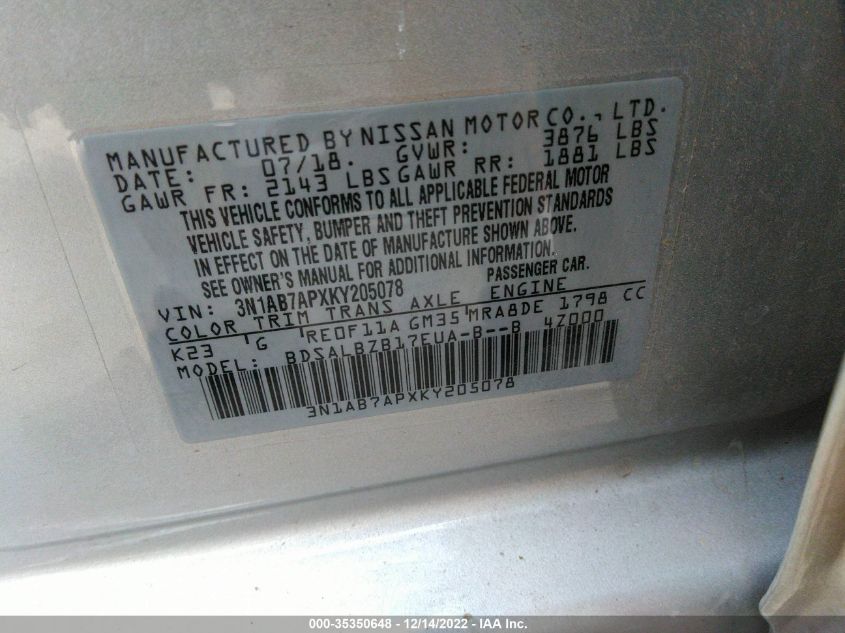 MANUFACTURED BY NISSAN MOTOR CO., LTD.
DATE: 07/18. GVWR: 3876 LBS
GAWR FR: 2143 LBS GAWR RR: 1881 LBS
THIS VEHICLE CONFORMS TO ALL APPLICABLE FEDERAL MOTOR
VEHICLE SAFETY, BUMPER AND THEFT PREVENTION STANDARDS
IN EFFECT ON THE DATE OF MANUFACTURE SHOWN ABOVE.
SEE OWNER'S MANUAL FOR ADDITIONAL INFORMATION.
VIN: 3N1AB7APXKY205078 PASSENGER CAR.
COLOR TRIM TRANS AXLE ENGINE
K23 G RE0F11A GM35 MRA8DE 1798 CC
MODEL: BDSALBZB17EUA-B--B 4Z000
3N1AB7APXKY205078
000-35350648 - 12/14/2022 - IAA Inc.